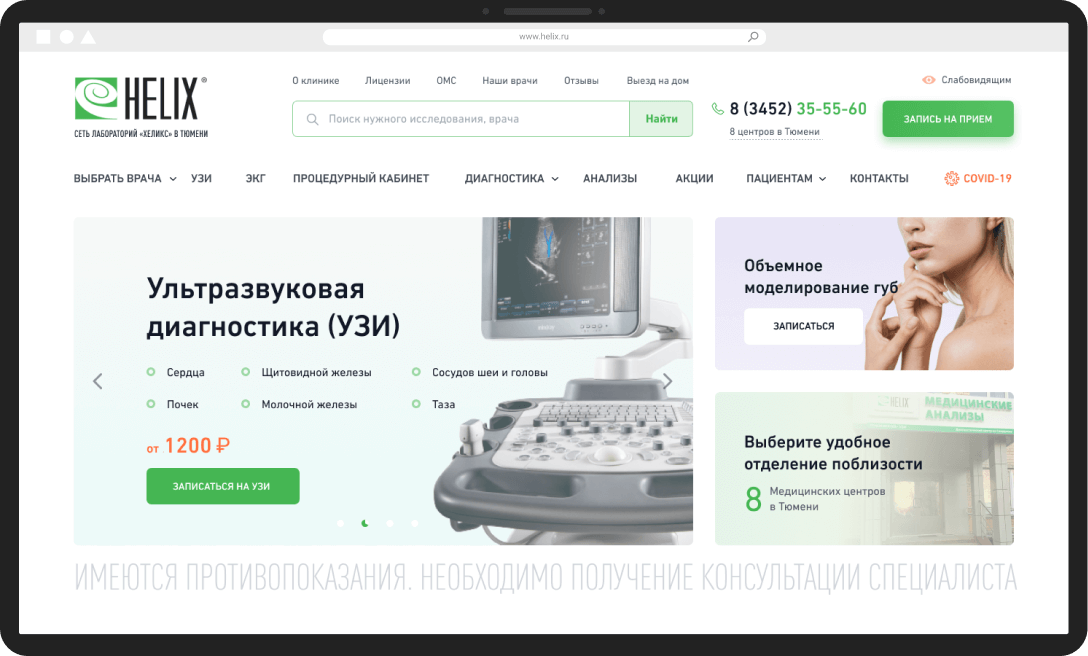 www.helix.ru
О клинике Лицензии ОМС Наши врачи Отзывы Выезд на дом Слабовидящим
HELIX®
СЕТЬ ЛАБОРАТОРИЙ «ХЕЛИКС» В ТЮМЕНИ
Поиск нужного исследования, врача Найти
8 (3452) 35-55-60
8 центров в Тюмени
ЗАПИСЬ НА ПРИЕМ
ВЫБРАТЬ ВРАЧА УЗИ ЭКГ ПРОЦЕДУРНЫЙ КАБИНЕТ ДИАГНОСТИКА АНАЛИЗЫ АКЦИИ ПАЦИЕНТАМ КОНТАКТЫ COVID-19
Ультразвуковая
диагностика (УЗИ)
Сердца Щитовидной железы Сосудов шеи и головы
Почек Молочной железы Таза
от 1200 ₽
ЗАПИСАТЬСЯ НА УЗИ
Объемное
моделирование губ
ЗАПИСАТЬСЯ
HELIX МЕДИЦИНСКИЕ
АНАЛИЗЫ
Выберите удобное
отделение поблизости
8 Медицинских центров
в Тюмени
ИМЕЮТСЯ ПРОТИВОПОКАЗАНИЯ. НЕОБХОДИМО ПОЛУЧЕНИЕ КОНСУЛЬТАЦИИ СПЕЦИАЛИСТА